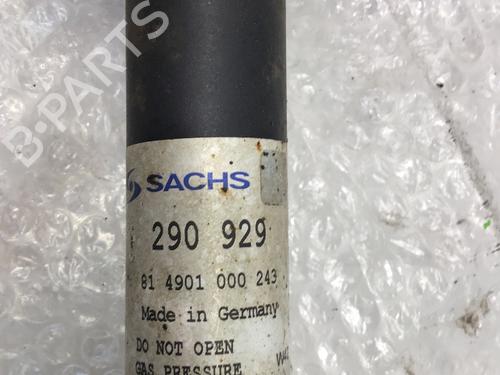 B-PARTS
SACHS
290 929
81 4901 000 243
Made in Germany
DO NOT OPEN
GAS PRESSURE